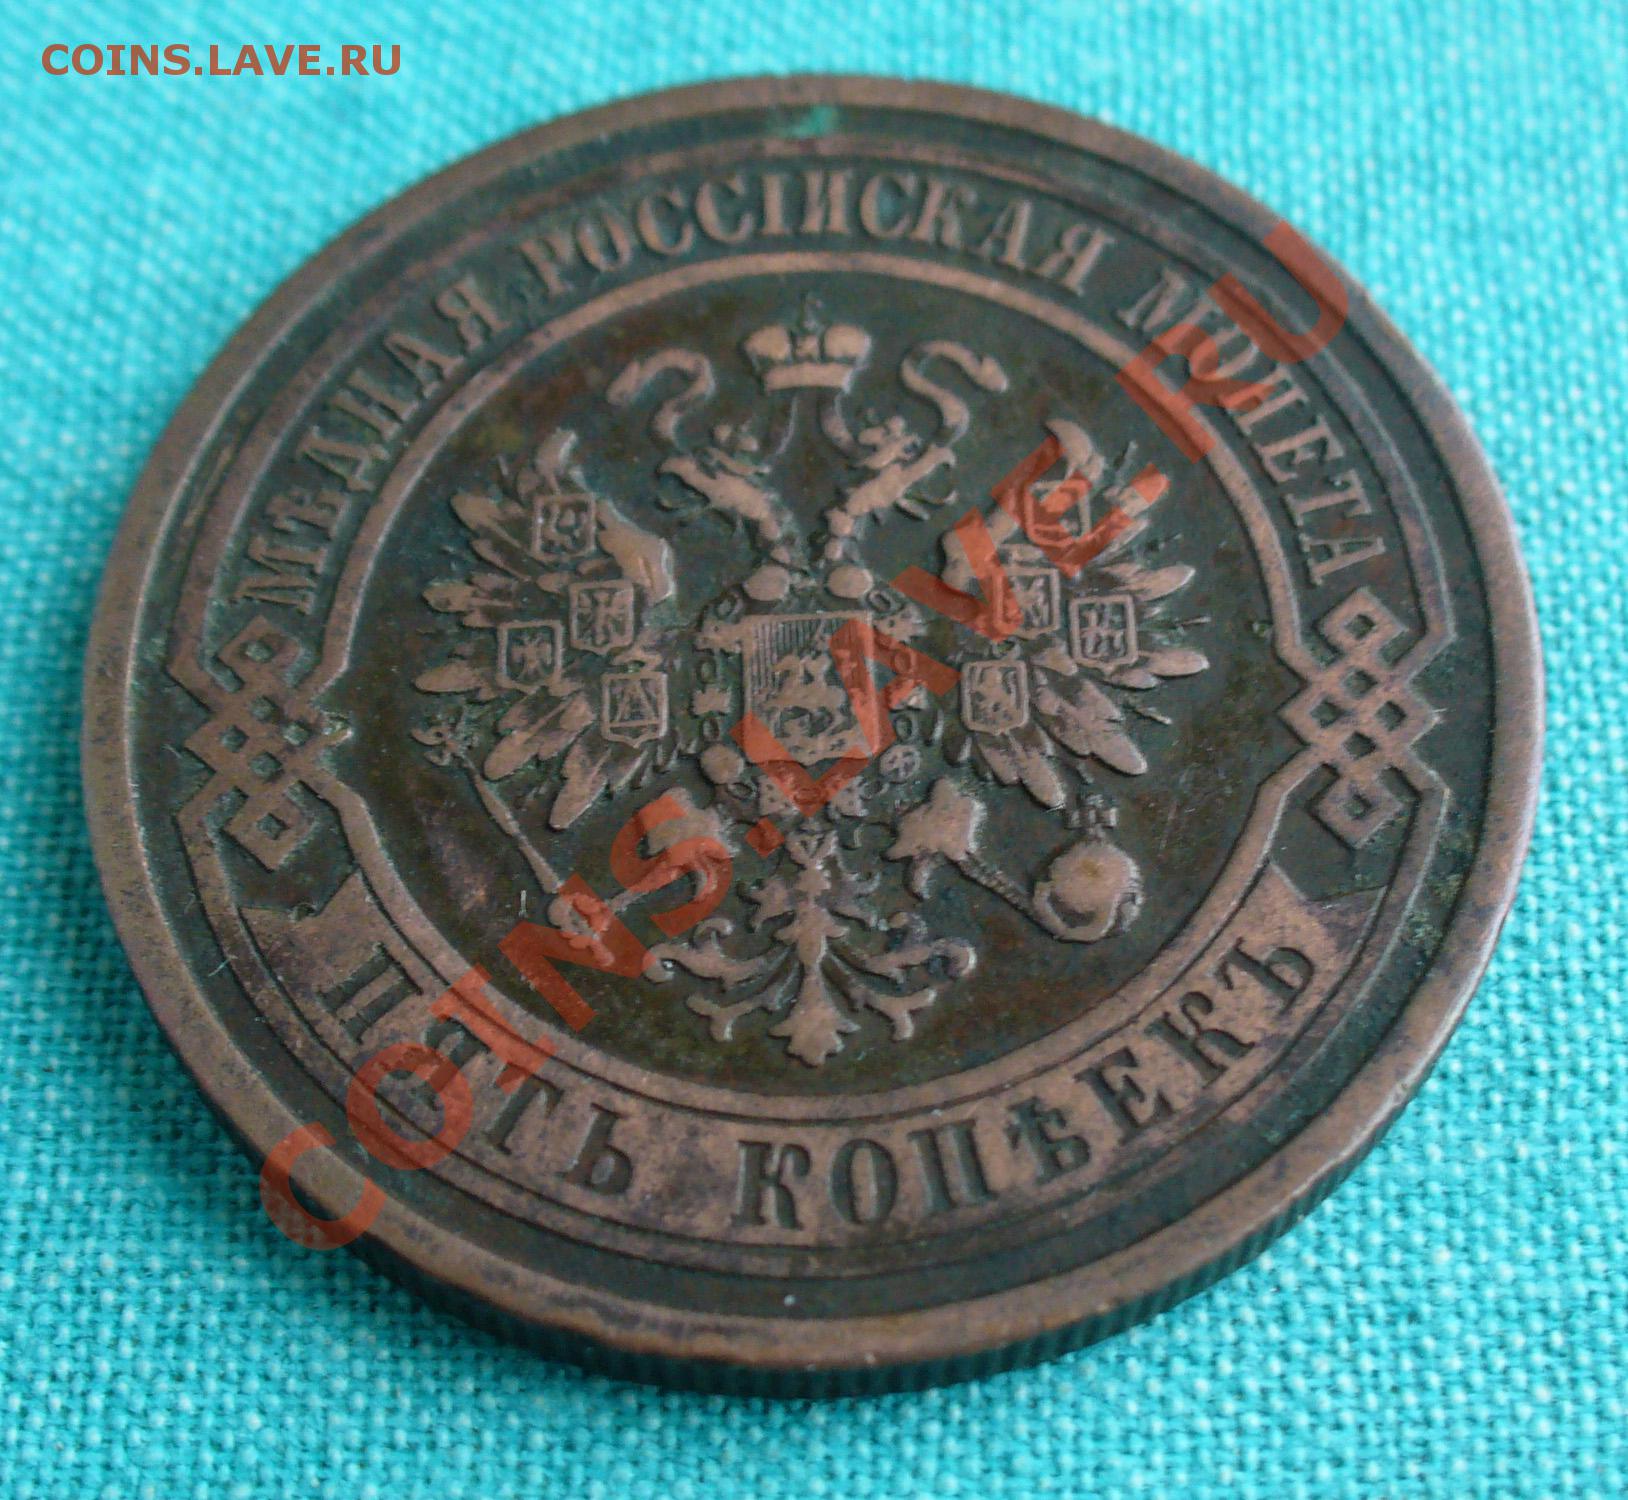 COINS.LAVE.RU
МѢДНАЯ РОССІЙСКАЯ МОНЕТА
COINS.LAVE.RU
ПЯТЬ КОПѢЕКЪ